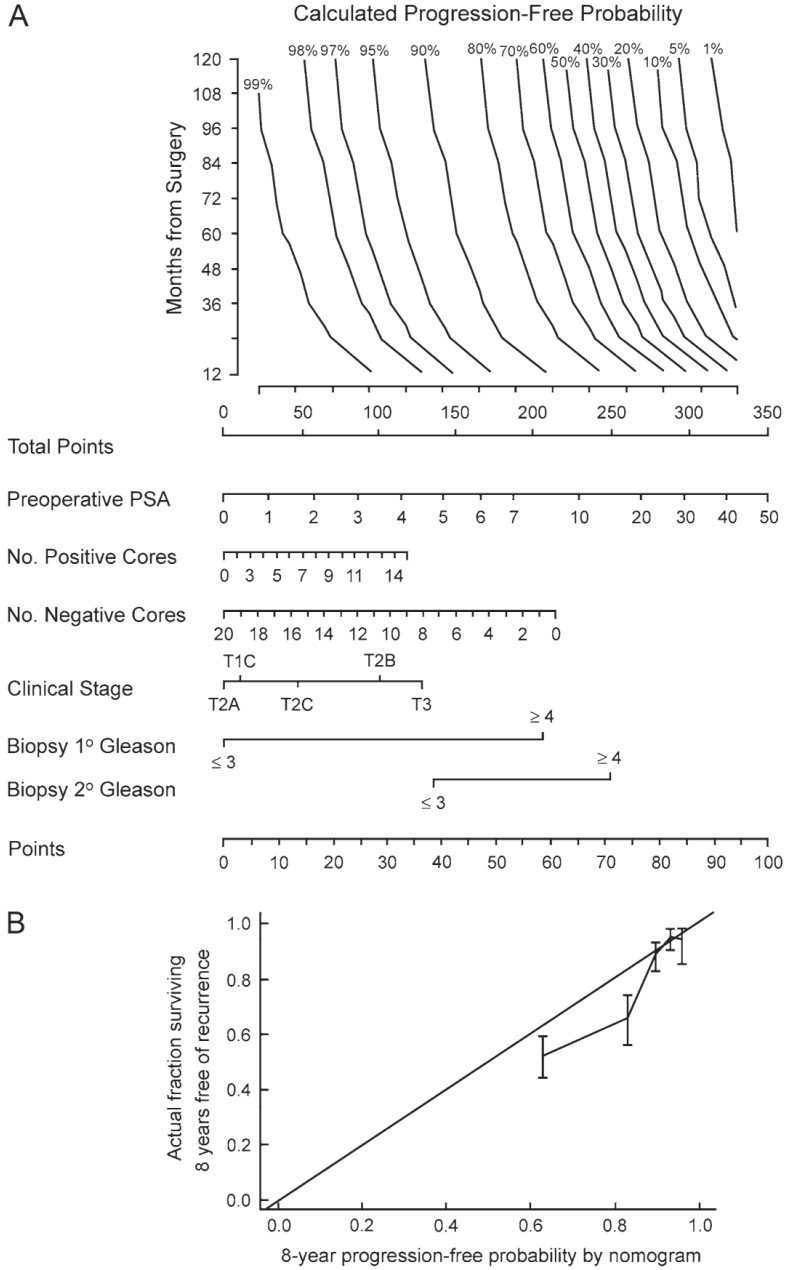 A
Calculated Progression-Free Probability
98% 97% 95% 90% 80% 70% 60% 40% 20% 5% 1%
50% 30% 10%
99%
Months from Surgery
120
108
96
84
72
60
48
36
12
0 50 100 150 200 250 300 350
Total Points
Preoperative PSA
0 1 2 3 4 5 6 7 10 20 30 40 50
No. Positive Cores
0 3 5 7 9 11 14
No. Negative Cores
20 18 16 14 12 10 8 6 4 2 0
T1C T2B
Clinical Stage
T2A T2C T3
≥ 4
Biopsy 1º Gleason
≤ 3
≥ 4
Biopsy 2º Gleason
≤ 3
Points
0 10 20 30 40 50 60 70 80 90 100
B
Actual fraction surviving
8 years free of recurrence
1.0
0.8
0.6
0.4
0.2
0.0
0.0 0.2 0.4 0.6 0.8 1.0
8-year progression-free probability by nomogram